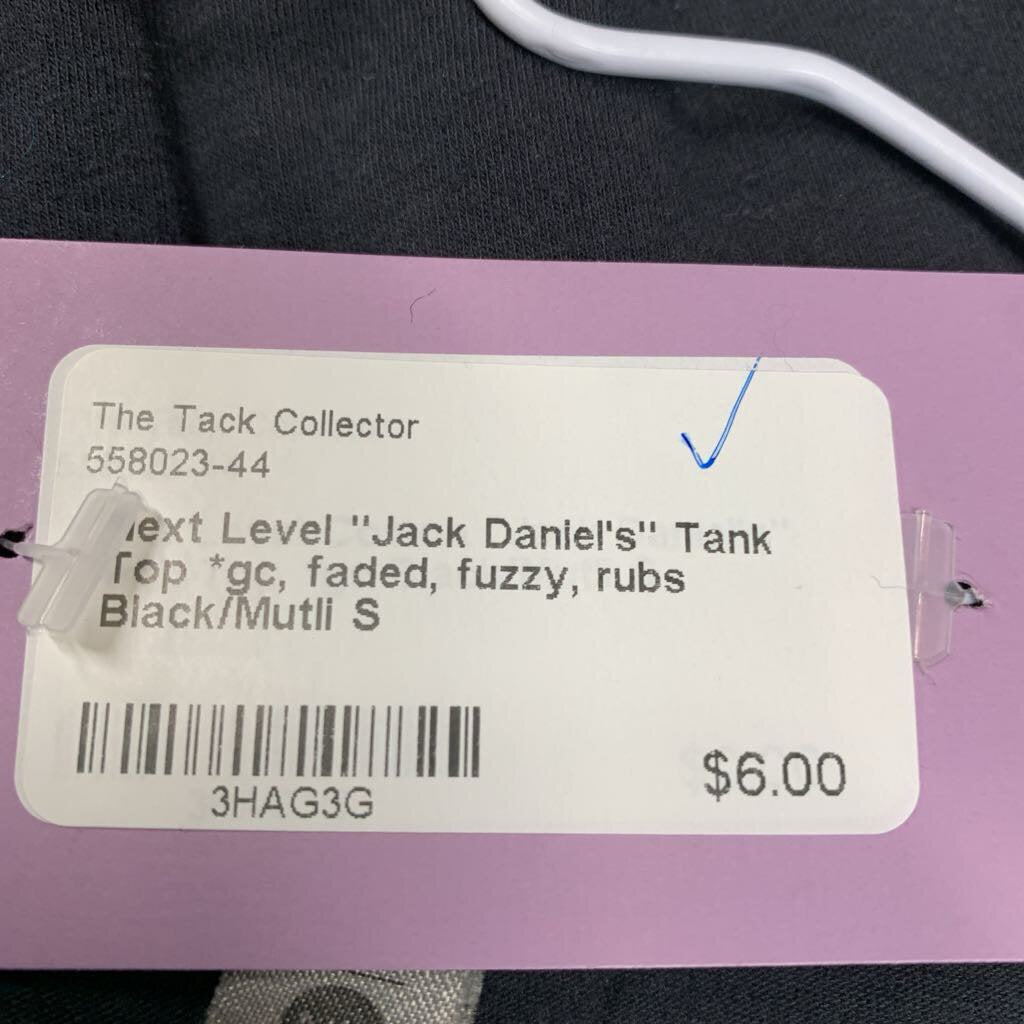 The Tack Collector
558023-44
Next Level "Jack Daniel's" Tank
Top *gc, faded, fuzzy, rubs
Black/Mutli S
3HAG3G
$6.00